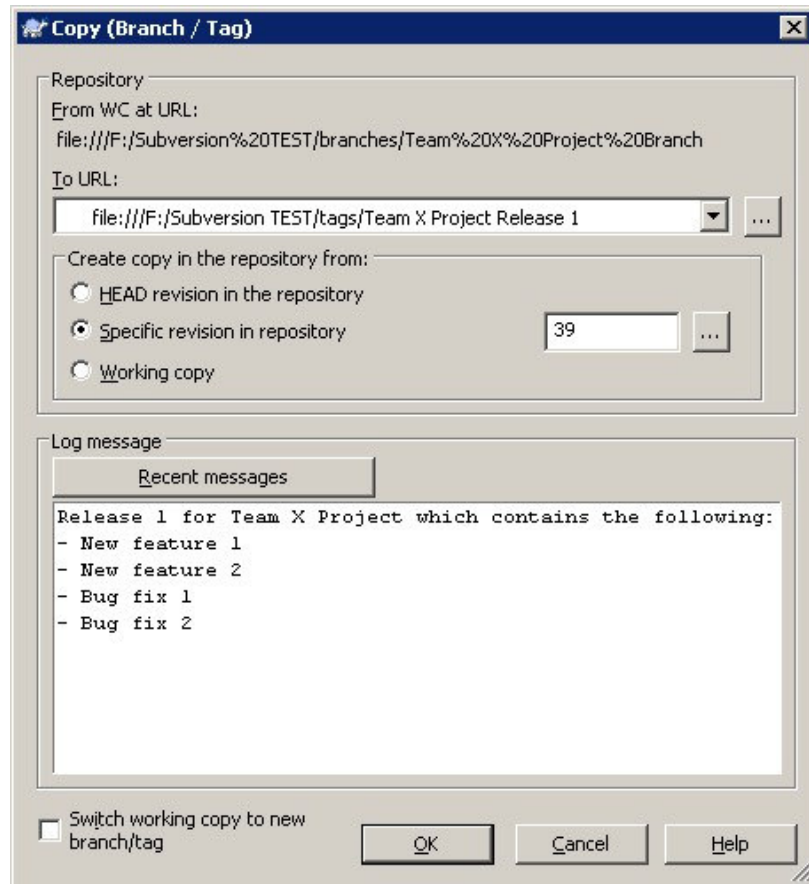 Copy (Branch / Tag)
Repository
From WC at URL:
file:///F:/Subversion%20TEST/branches/Team%20X%20Project%20Branch
To URL:
file:///F:/Subversion TEST/tags/Team X Project Release 1
...
Create copy in the repository from:
HEAD revision in the repository
Specific revision in repository 39 ...
Working copy
Log message
Recent messages
Release 1 for Team X Project which contains the following:
- New feature 1
- New feature 2
- Bug fix 1
- Bug fix 2
Switch working copy to new
branch/tag
OK Cancel Help